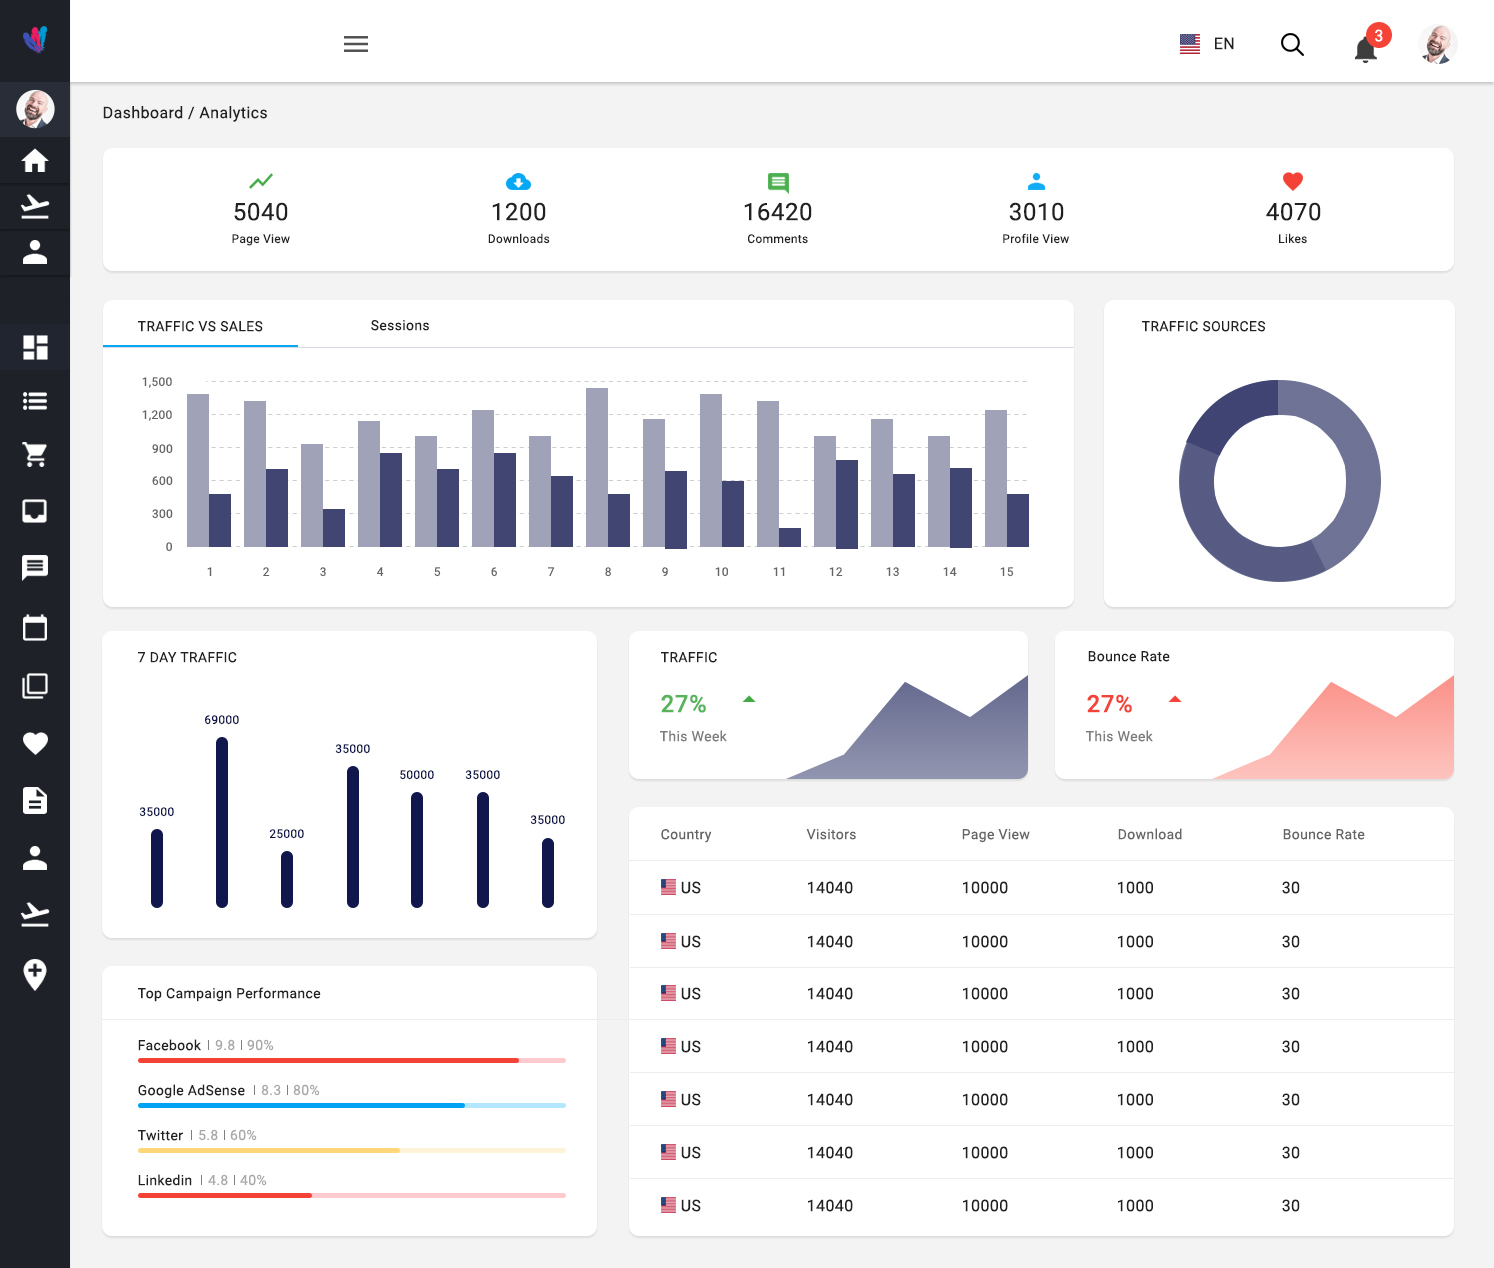 EN
3
Dashboard / Analytics
5040
Page View
1200
Downloads
16420
Comments
3010
Profile View
4070
Likes
TRAFFIC VS SALES
Sessions
1,500
1,200
900
600
300
0
1 2 3 4 5 6 7 8 9 10 11 12 13 14 15
TRAFFIC SOURCES
7 DAY TRAFFIC
35000
69000
25000
35000
50000
35000
35000
TRAFFIC
27%
This Week
Bounce Rate
27%
This Week
Country Visitors Page View Download Bounce Rate
US 14040 10000 1000 30
US 14040 10000 1000 30
US 14040 10000 1000 30
US 14040 10000 1000 30
US 14040 10000 1000 30
US 14040 10000 1000 30
US 14040 10000 1000 30
Top Campaign Performance
Facebook | 9.8 | 90%
Google AdSense | 8.3 | 80%
Twitter | 5.8 | 60%
Linkedin | 4.8 | 40%